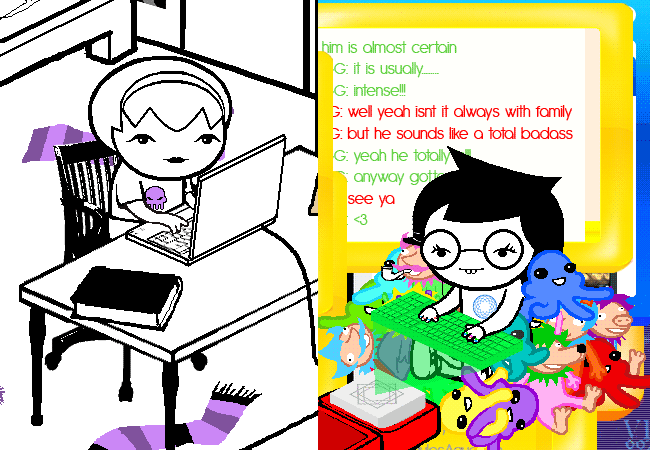 him is almost certain
G: it is usually........
G: intense!!!
G: well yeah isnt it always with family
G: but he sounds like a total badass
G: yeah he totally
G: anyway gotta
see ya
: <3